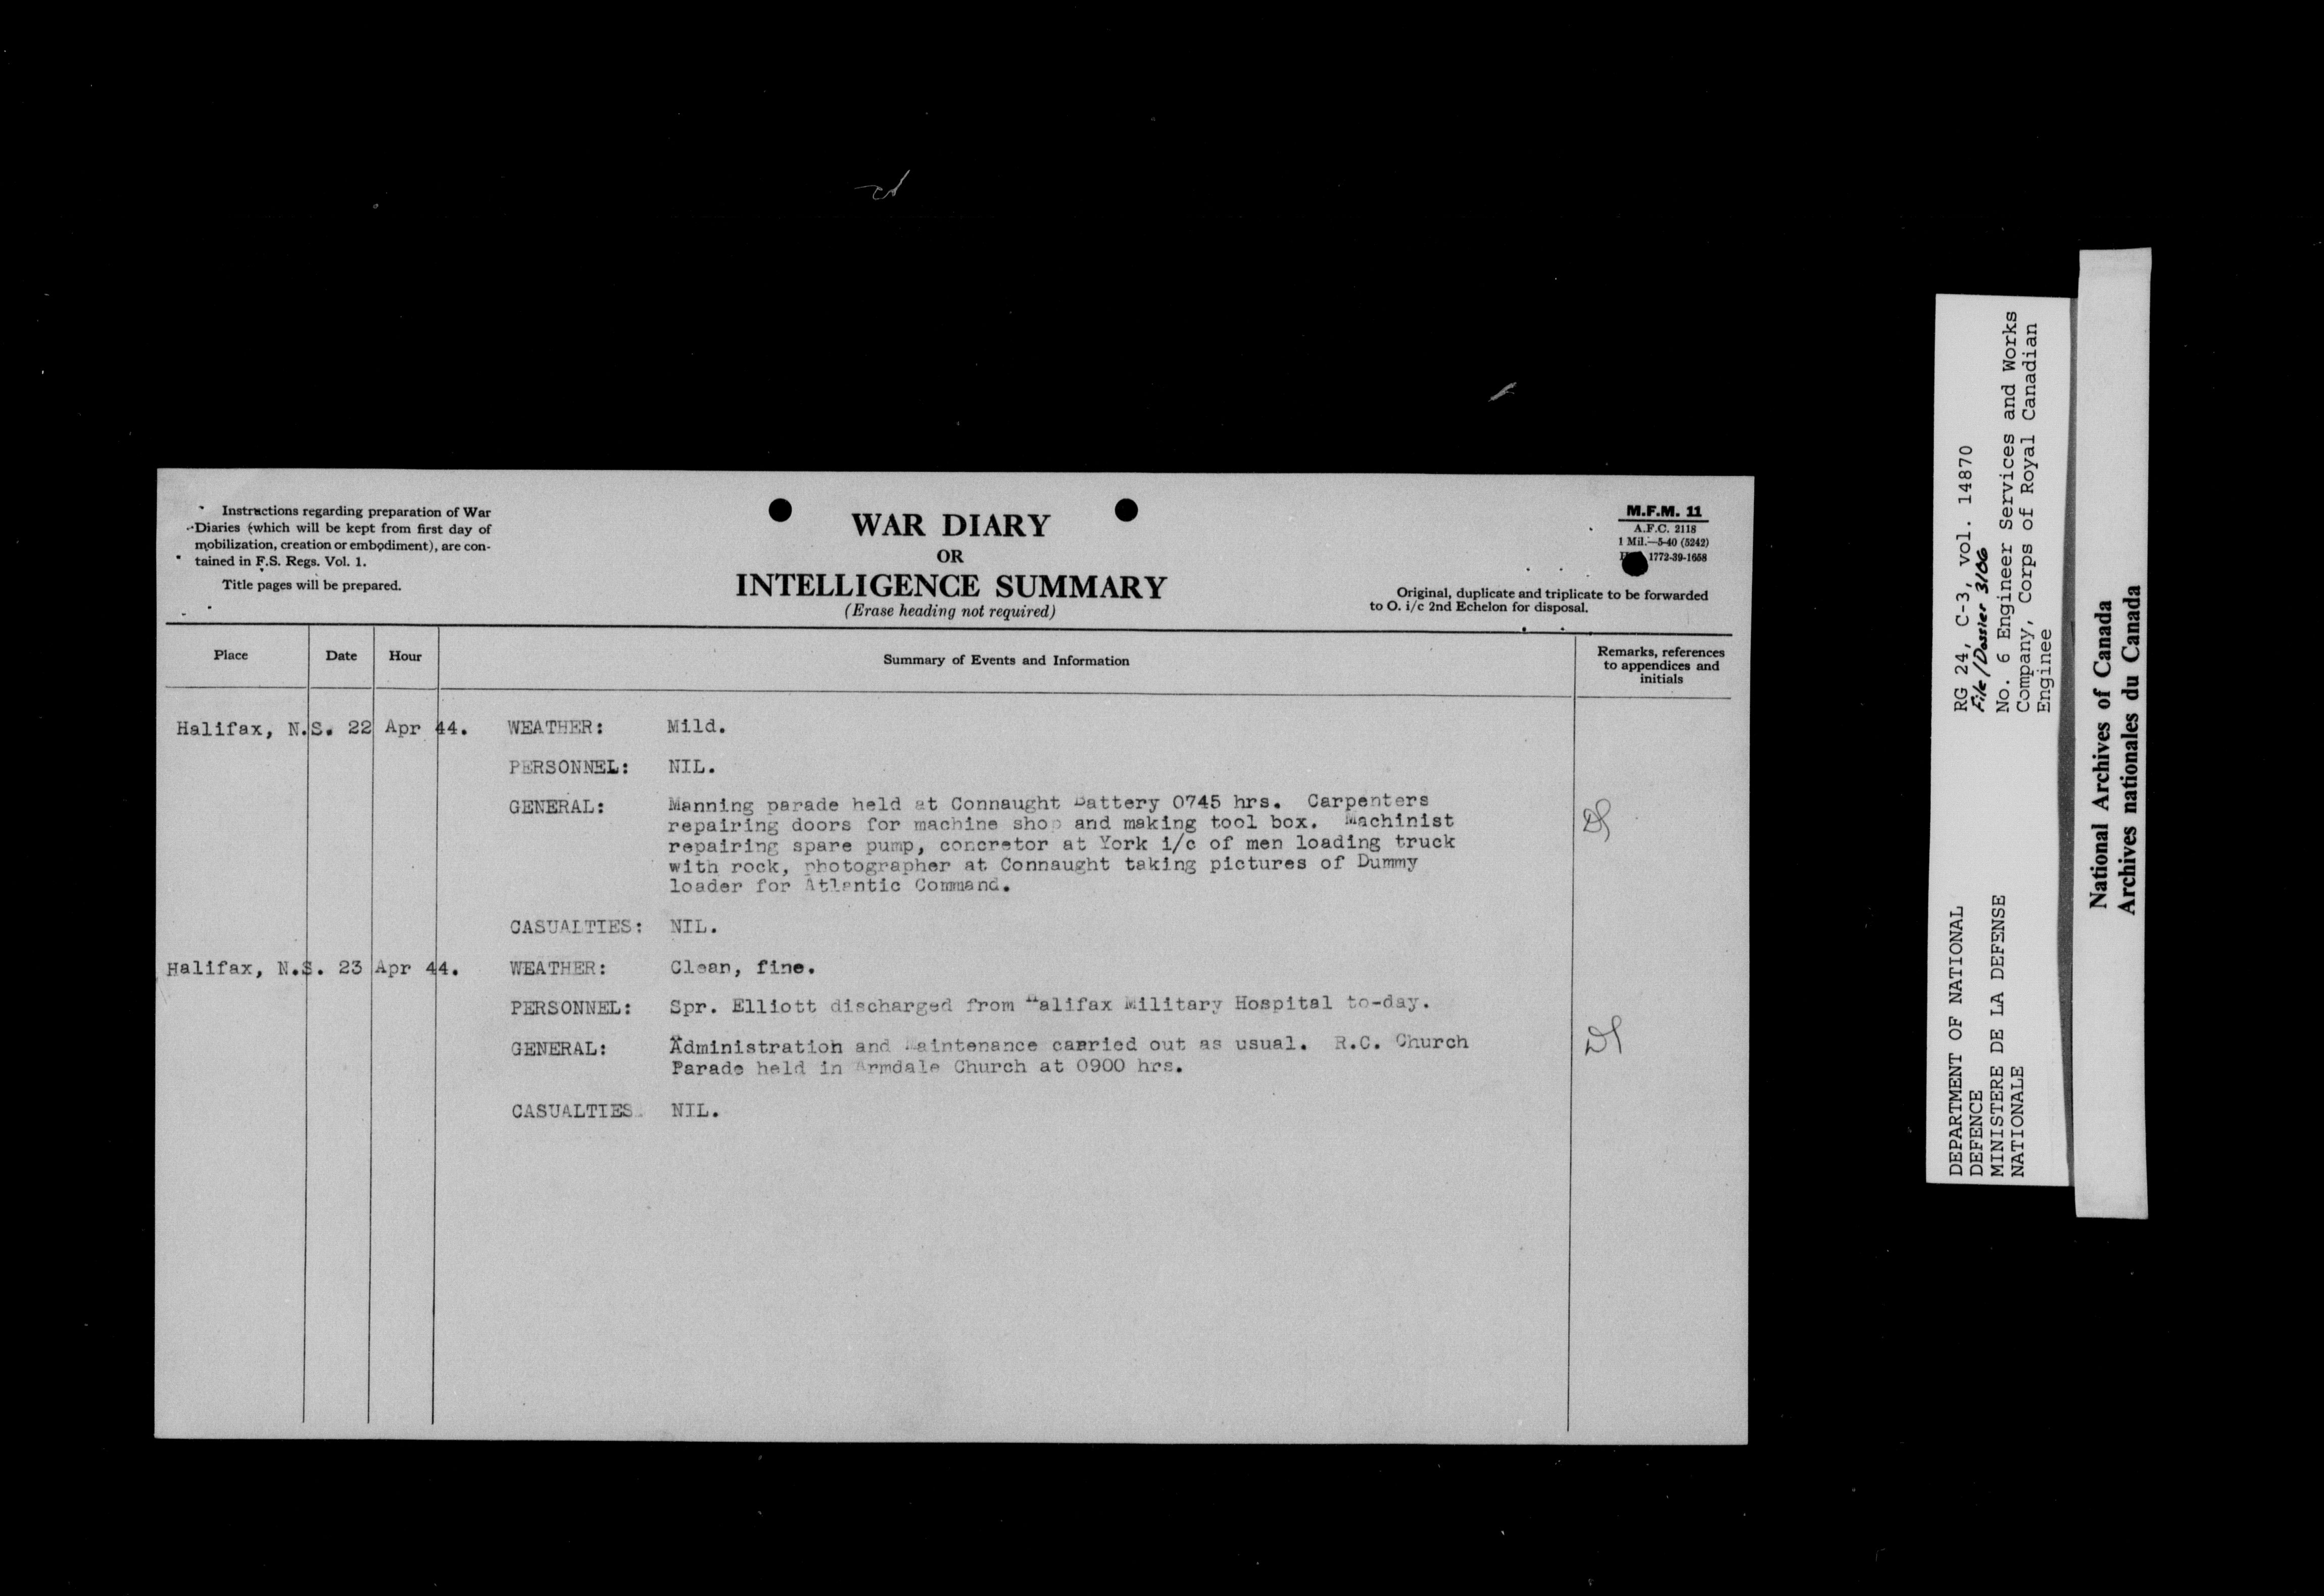 Instructions regarding preparation of War
Diaries (which will be kept from first day of
mobilization, creation or embodiment), are con-
tained in F.S. Regs. Vol. 1.
Title pages will be prepared.
WAR DIARY
OR
INTELLIGENCE SUMMARY
(Erase heading not required)
M.F.M. 11
A.F.C. 2118
1 Mil.—5-40 (5242)
1772-39-1658
Original, duplicate and triplicate to be forwarded
to O. i/c 2nd Echelon for disposal.
Place Date Hour Summary of Events and Information Remarks, references
to appendices and
initials
Halifax, N.S. 22 Apr 44. WEATHER: Mild.
PERSONNEL: NIL.
GENERAL: Manning parade held at Connaught Battery 0745 hrs. Carpenters
repairing doors for machine shop and making tool box. Machinist
repairing spare pump, concretor at York i/c of men loading truck
with rock, photographer at Connaught taking pictures of Dummy
loader for Atlantic Command.
CASUALTIES: NIL.
Halifax, N.S. 23 Apr 44. WEATHER: Clean, fine.
PERSONNEL: Spr. Elliott discharged from Halifax Military Hospital to-day.
GENERAL: Administration and Maintenance carried out as usual. R.C. Church
Parade held in Armdale Church at 0900 hrs.
CASUALTIES. NIL.
DEPARTMENT OF NATIONAL
DEFENCE
MINISTERE DE LA DEFENSE
NATIONALE
RG 24, C-3, vol. 14870
File/Dossier 3106
No. 6 Engineer Services and Works
Company, Corps of Royal Canadian
Enginee
National Archives of Canada
Archives nationales du Canada